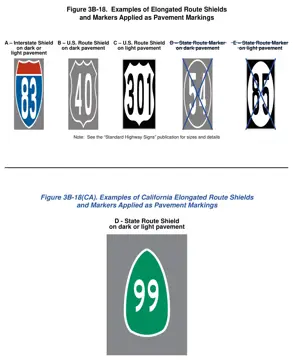 Figure 3B-18. Examples of Elongated Route Shields
and Markers Applied as Pavement Markings
A – Interstate Shield
on dark or
light pavement
B – U.S. Route Shield
on dark pavement
C – U.S. Route Shield
on light pavement
D – State Route Marker
on dark pavement
E – State Route Marker
on light pavement
83
40
301
54
65
Note: See the "Standard Highway Signs" publication for sizes and details
Figure 3B-18(CA). Examples of California Elongated Route Shields
and Markers Applied as Pavement Markings
D - State Route Shield
on dark or light pavement
99